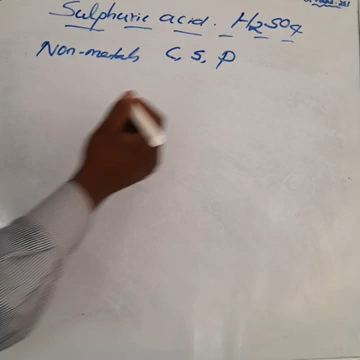 Sulphuric acid. H2SO4
Non-metals C, S, P